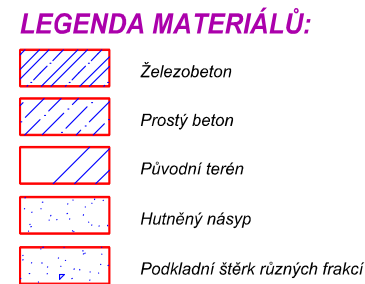 LEGENDA MATERIÁLŮ:
Železobeton
Prostý beton
Původní terén
Hutněný násyp
Podkladní štěrk různých frakcí